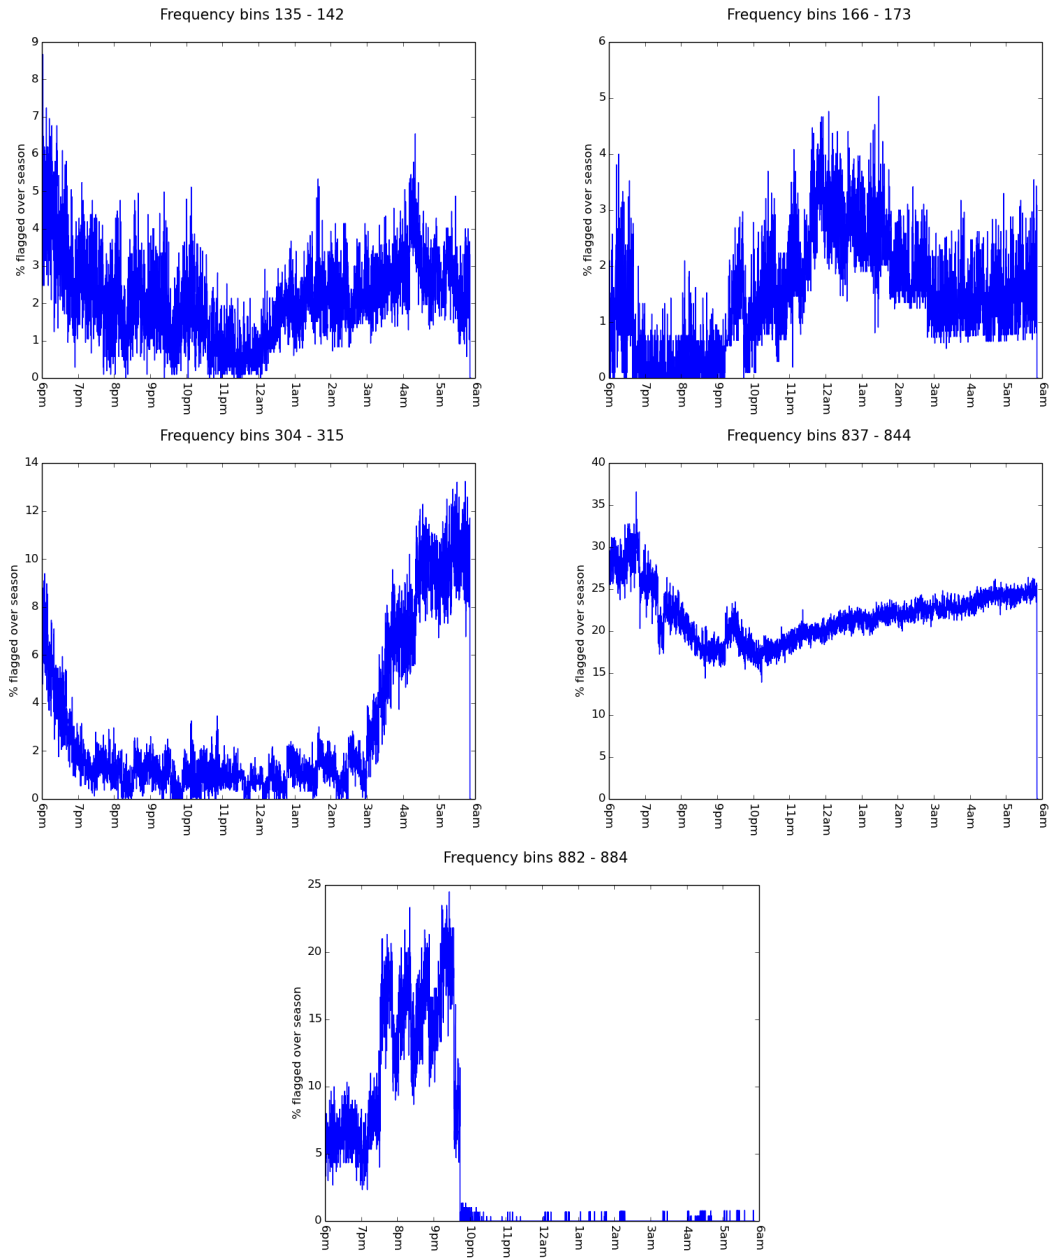 Frequency bins 135 - 142
9
8
7
6
5
4
3
2
1
0
% flagged over season
6pm 7pm 8pm 9pm 10pm 11pm 12am 1am 2am 3am 4am 5am 6am
Frequency bins 166 - 173
6
5
4
3
2
1
0
% flagged over season
6pm 7pm 8pm 9pm 10pm 11pm 12am 1am 2am 3am 4am 5am 6am
Frequency bins 304 - 315
14
12
10
8
6
4
2
0
% flagged over season
6pm 7pm 8pm 9pm 10pm 11pm 12am 1am 2am 3am 4am 5am 6am
Frequency bins 837 - 844
40
35
30
25
20
15
10
5
0
% flagged over season
6pm 7pm 8pm 9pm 10pm 11pm 12am 1am 2am 3am 4am 5am 6am
Frequency bins 882 - 884
25
20
15
10
5
0
% flagged over season
6pm 7pm 8pm 9pm 10pm 11pm 12am 1am 2am 3am 4am 5am 6am